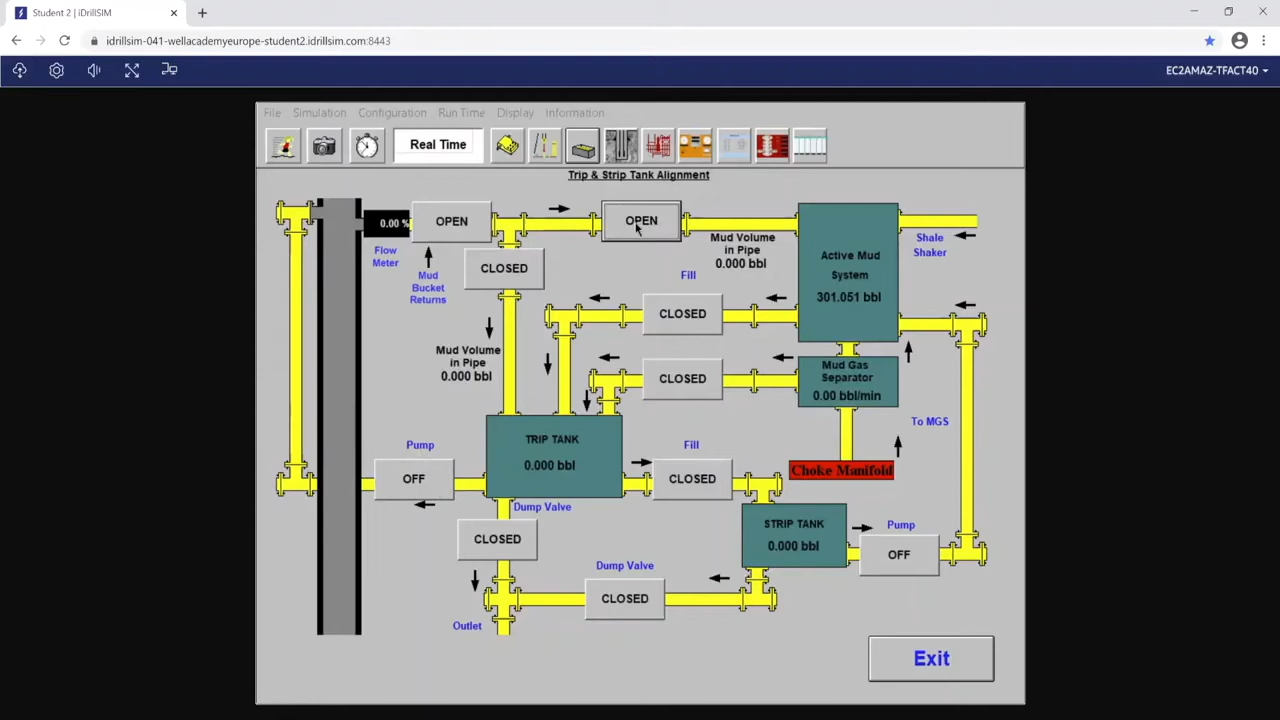 Student 2 | iDrillSIM
idrillsim-041-wellacademyeurope-student2.idrillsim.com:8443
EC2AMAZ-TFACT40
File Simulation Configuration Run Time Display Information
Real Time
Trip & Strip Tank Alignment
0.00 %
OPEN
OPEN
Flow
Meter
Mud
Bucket
Returns
CLOSED
Mud Volume
in Pipe
0.000 bbl
Fill
Active Mud
System
301.051 bbl
Shale
Shaker
CLOSED
Mud Volume
in Pipe
0.000 bbl
CLOSED
Mud Gas
Separator
0.00 bbl/min
To MGS
Choke Manifold
Pump
OFF
TRIP TANK
0.000 bbl
Fill
CLOSED
Dump Valve
CLOSED
STRIP TANK
0.000 bbl
Pump
OFF
Dump Valve
CLOSED
Outlet
Exit